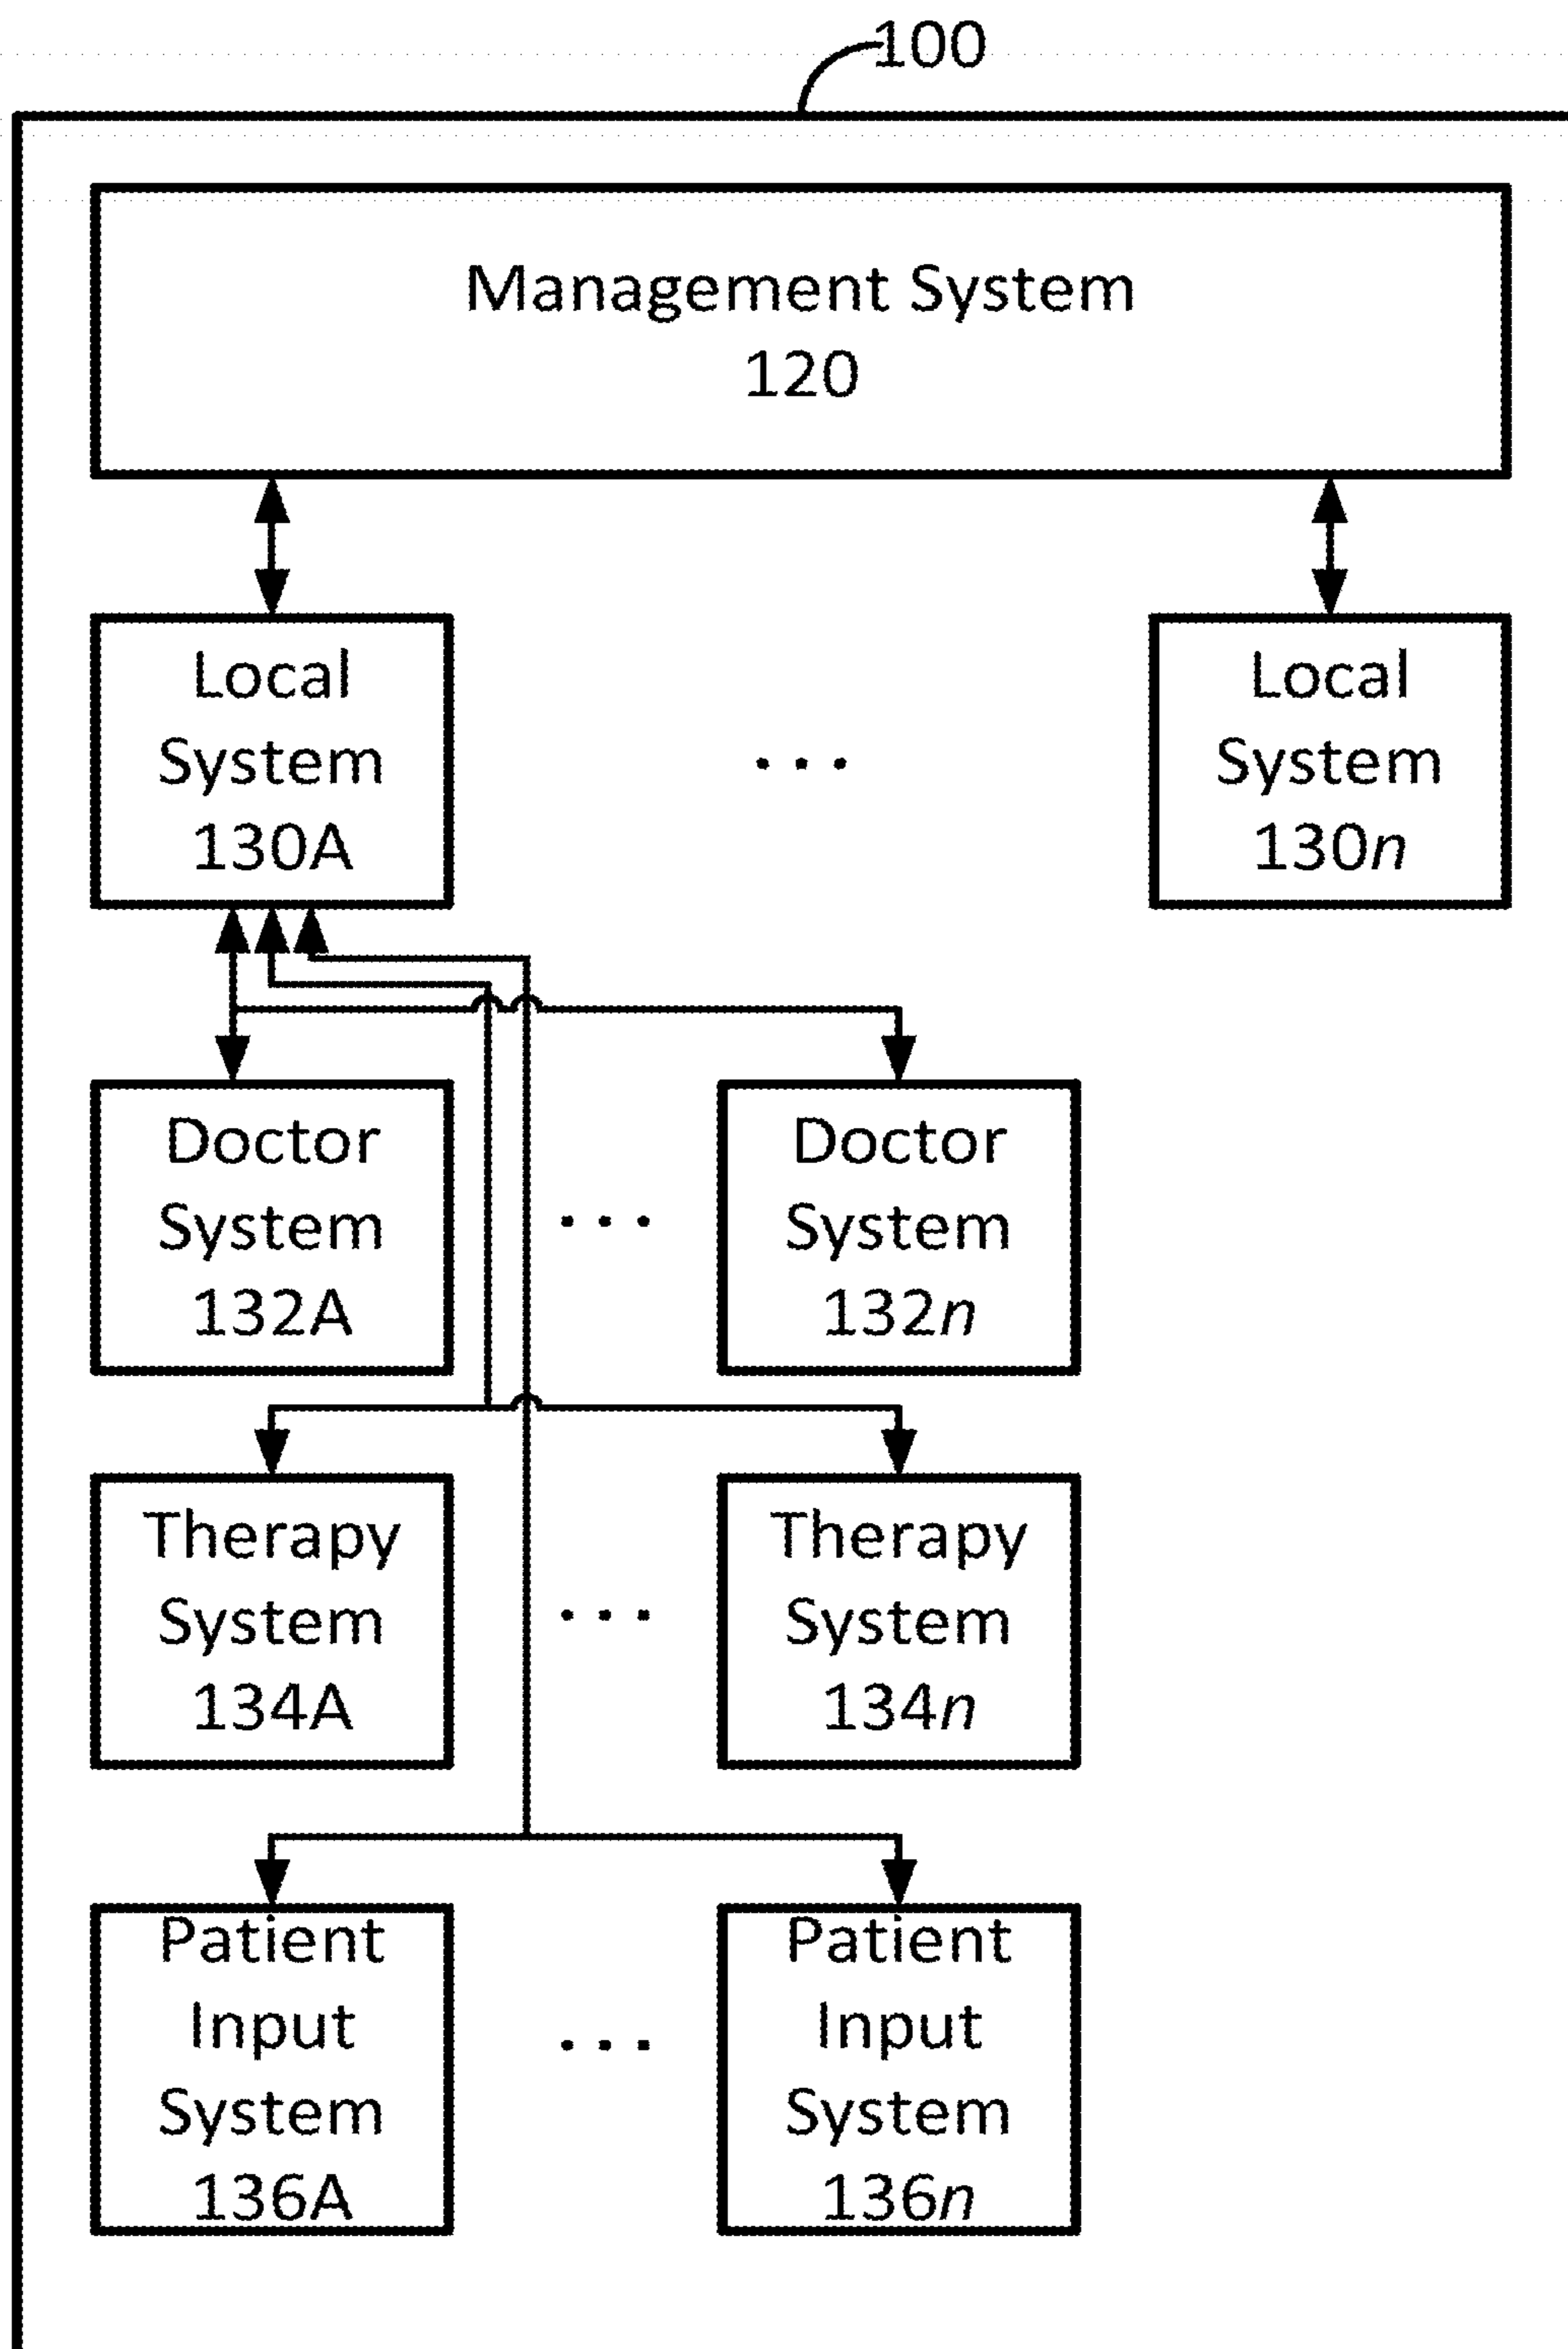 100
Management System
120
Local
System
130A
...
Local
System
130n
Doctor
System
132A
...
Doctor
System
132n
Therapy
System
134A
...
Therapy
System
134n
Patient
Input
System
136A
...
Patient
Input
System
136n